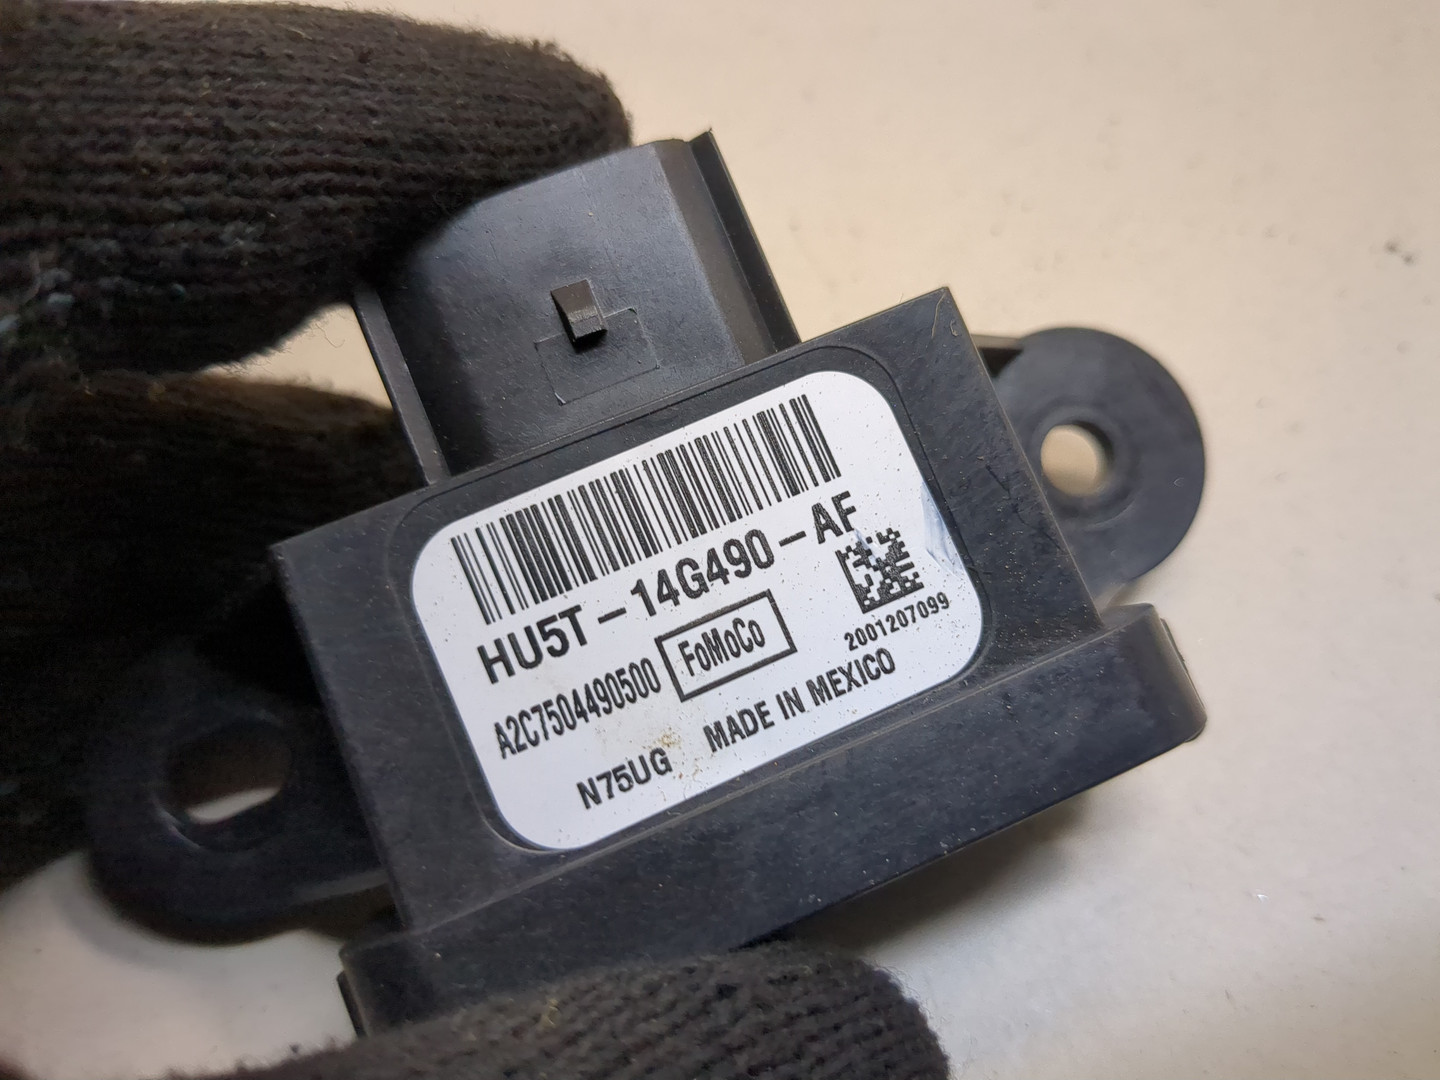 HU5T-14G490-AF
A2C7504490500
FoMoCo
2001207099
N75UG
MADE IN MEXICO